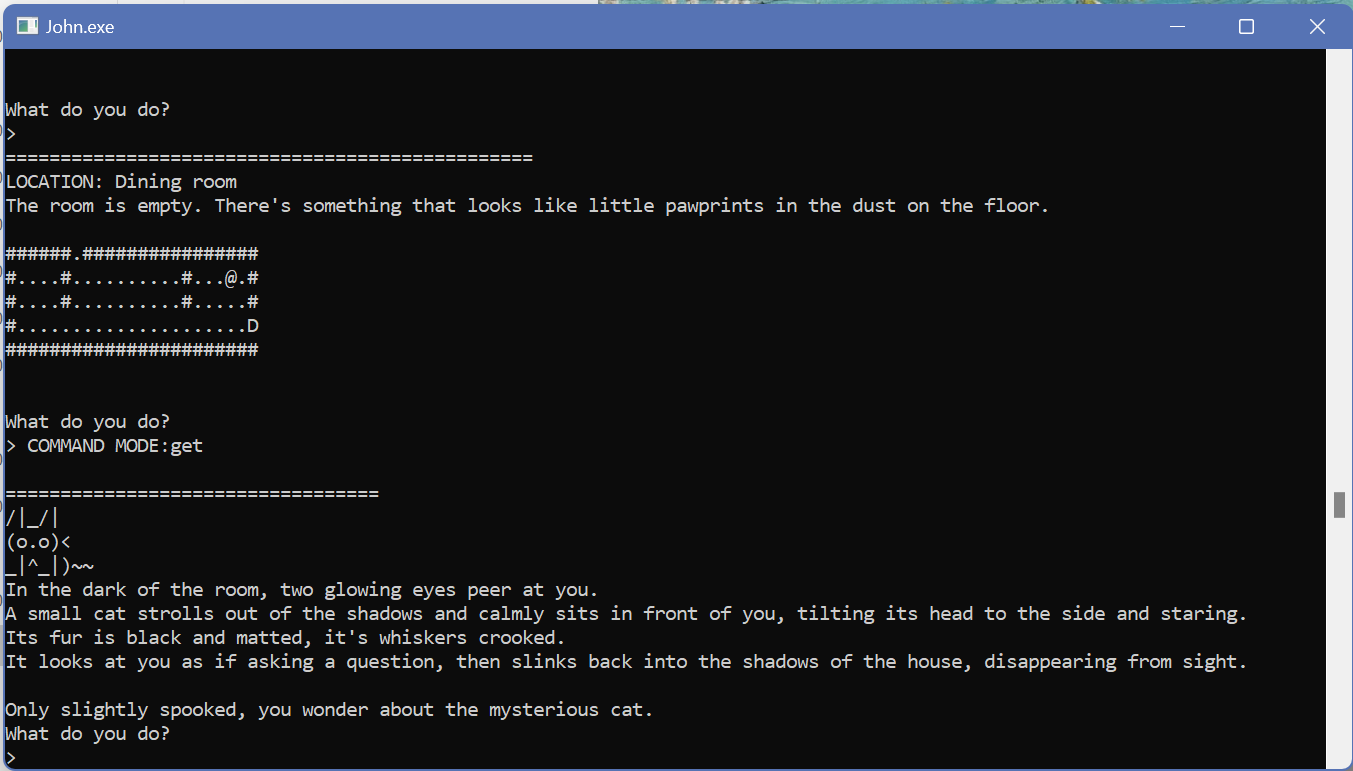 John.exe
What do you do?
>
================================================
LOCATION: Dining room
The room is empty. There's something that looks like little pawprints in the dust on the floor.
######.################
#....#..........#...@.#
#....#..........#.....#
#.....................D
#######################
What do you do?
> COMMAND MODE:get
==================================
/|_/|
(o.o)<
_|^_|)~~
In the dark of the room, two glowing eyes peer at you.
A small cat strolls out of the shadows and calmly sits in front of you, tilting its head to the side and staring.
Its fur is black and matted, it's whiskers crooked.
It looks at you as if asking a question, then slinks back into the shadows of the house, disappearing from sight.
Only slightly spooked, you wonder about the mysterious cat.
What do you do?
>